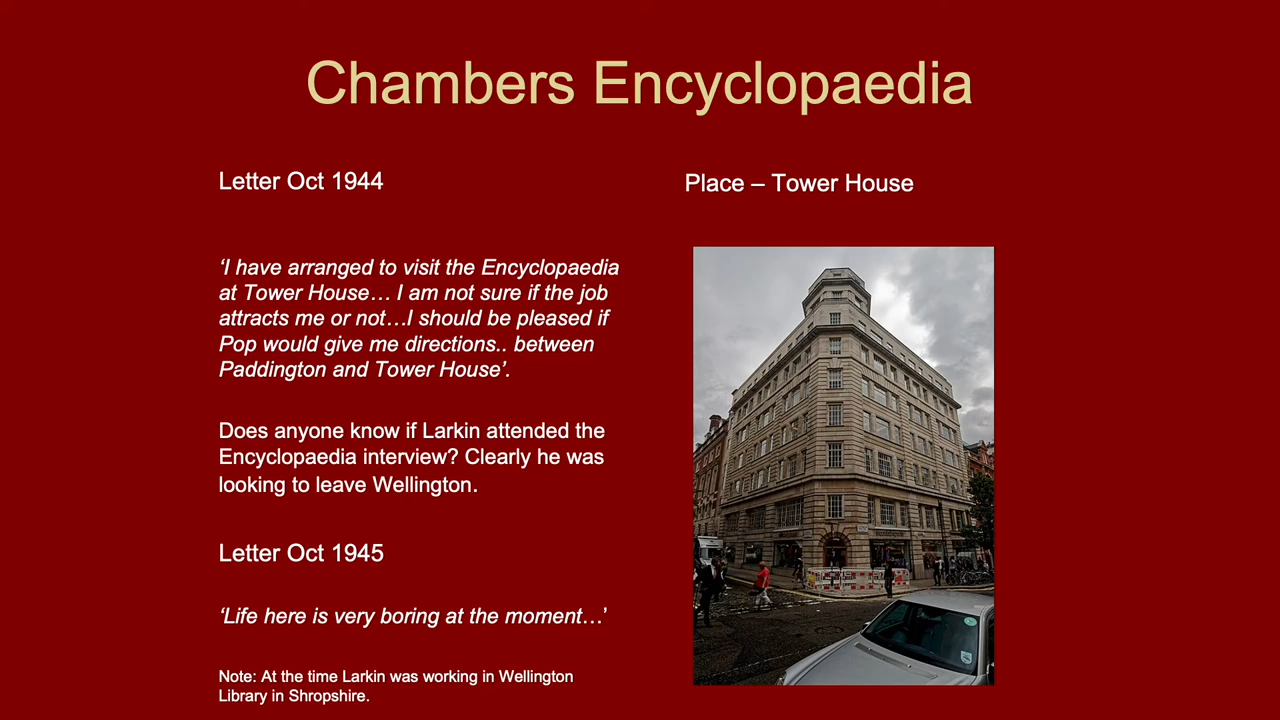 Chambers Encyclopaedia
Letter Oct 1944
‘I have arranged to visit the Encyclopaedia
at Tower House… I am not sure if the job
attracts me or not…I should be pleased if
Pop would give me directions.. between
Paddington and Tower House’.
Does anyone know if Larkin attended the
Encyclopaedia interview? Clearly he was
looking to leave Wellington.
Letter Oct 1945
‘Life here is very boring at the moment…’
Note: At the time Larkin was working in Wellington
Library in Shropshire.
Place – Tower House